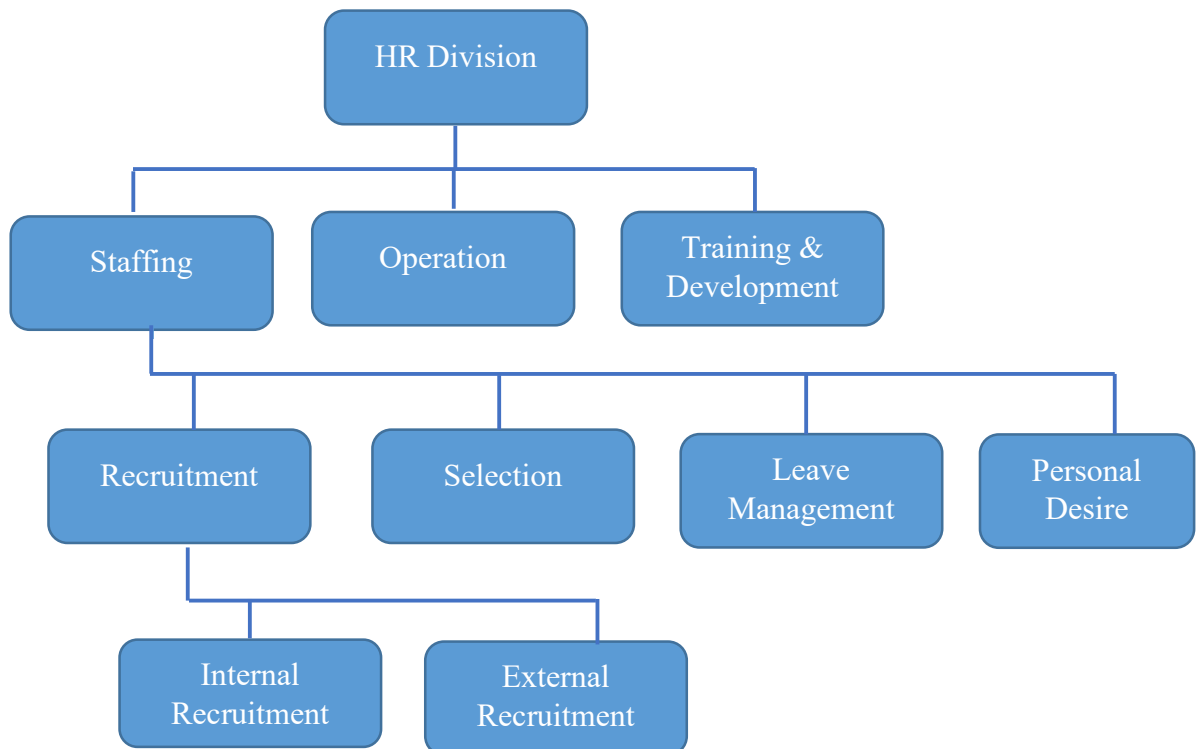 HR Division
Staffing
Operation
Training &
Development
Recruitment
Selection
Leave
Management
Personal
Desire
Internal
Recruitment
External
Recruitment